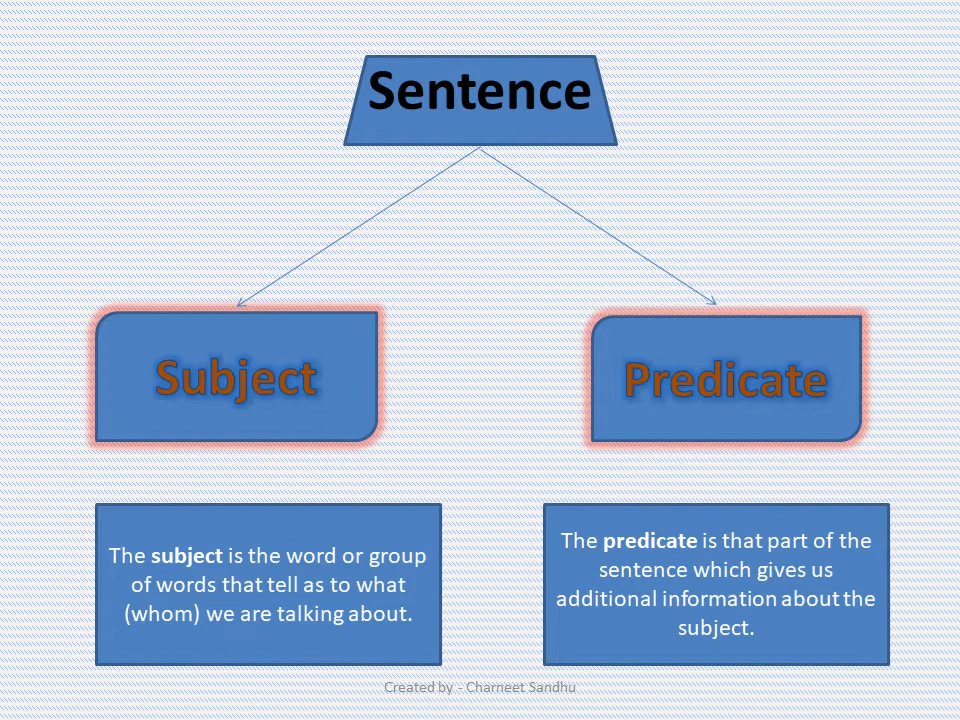 Sentence
Subject
Predicate
The subject is the word or group
of words that tell as to what
(whom) we are talking about.
The predicate is that part of the
sentence which gives us
additional information about the
subject.
Created by - Charneet Sandhu